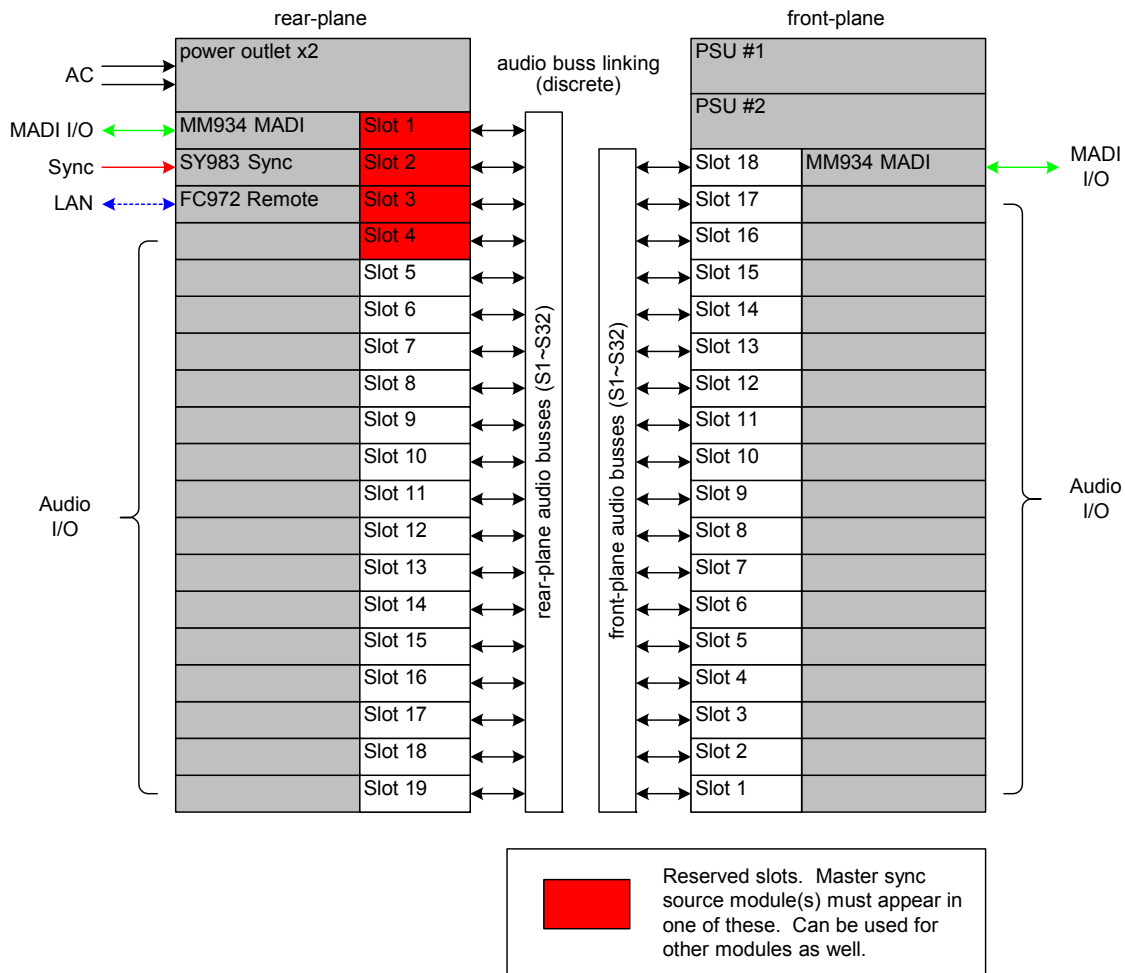 rear-plane
front-plane
power outlet x2
audio buss linking
(discrete)
PSU #1
AC
PSU #2
MADI I/O
MM934 MADI
Slot 1
Sync
SY983 Sync
Slot 2
Slot 18
MM934 MADI
MADI
I/O
LAN
FC972 Remote
Slot 3
Slot 17
Slot 4
Slot 16
Slot 5
Slot 15
Slot 6
Slot 14
Slot 7
Slot 13
Slot 8
Slot 12
Slot 9
Slot 11
Slot 10
Slot 10
Slot 11
Slot 9
Slot 12
Slot 8
Slot 13
Slot 7
Slot 14
Slot 6
Slot 15
Slot 5
Slot 16
Slot 4
Slot 17
Slot 3
Slot 18
Slot 2
Slot 19
Slot 1
Audio
I/O
rear-plane audio busses (S1~S32)
front-plane audio busses (S1~S32)
Audio
I/O
Reserved slots. Master sync
source module(s) must appear in
one of these. Can be used for
other modules as well.